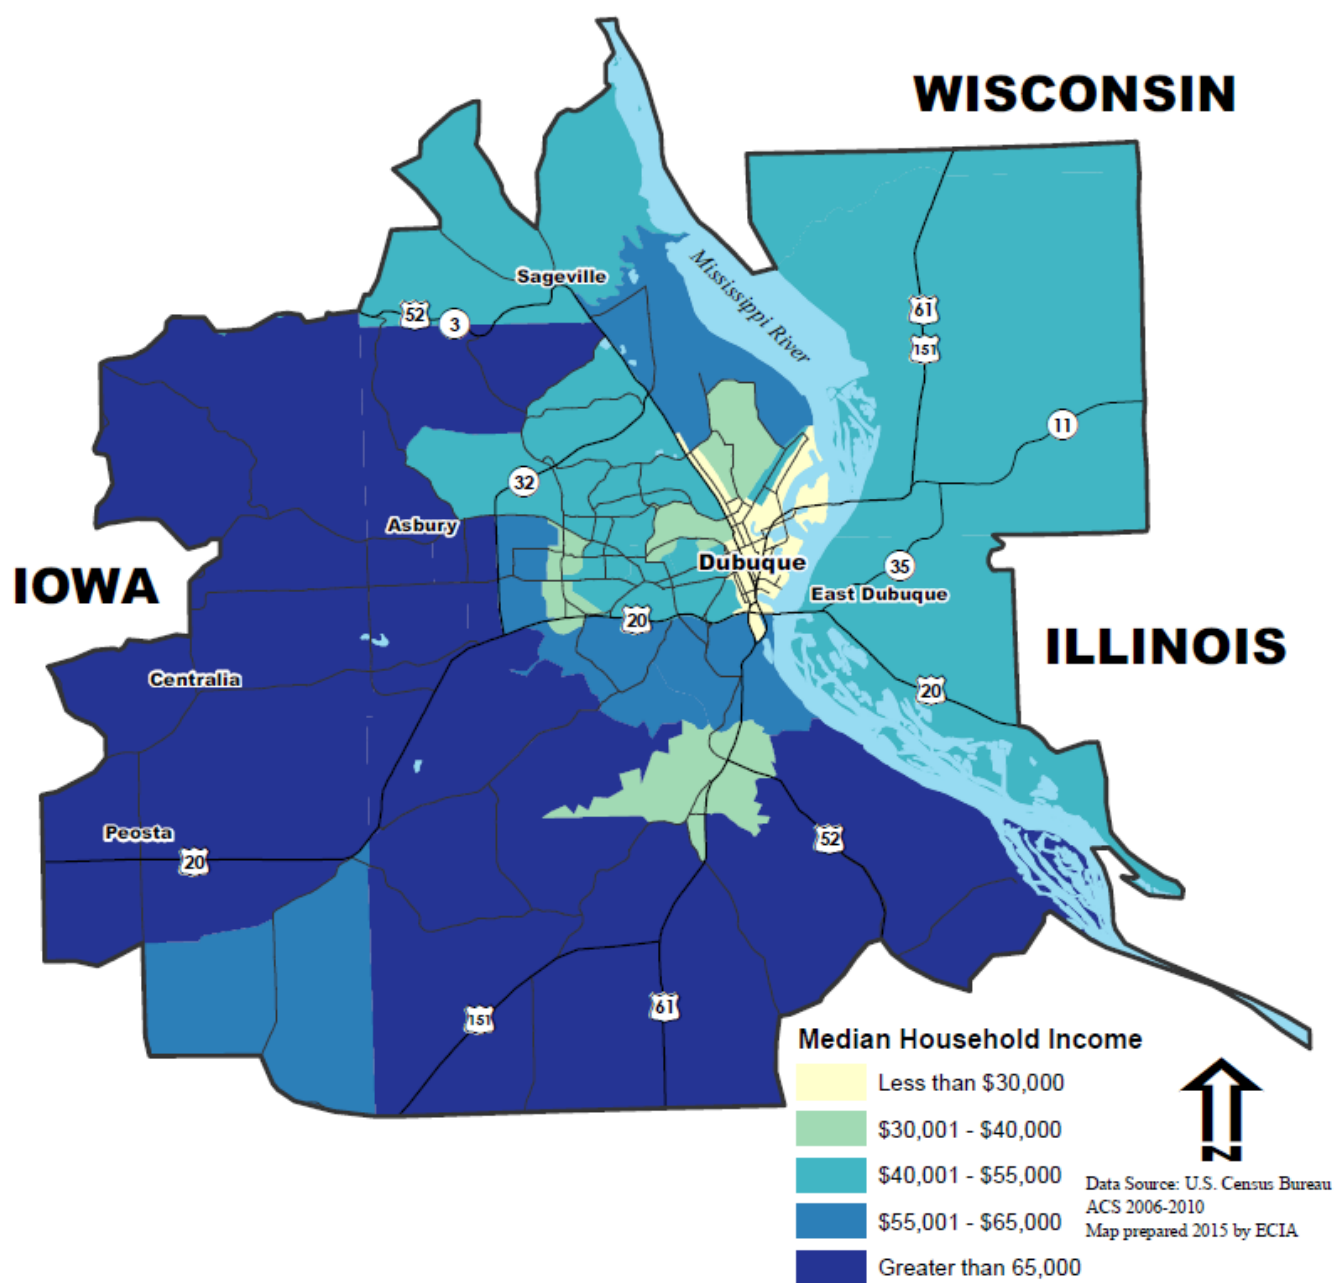 WISCONSIN
Mississippi River
Sageville
52
3
61
151
11
32
Asbury
Dubuque
35
East Dubuque
IOWA
20
ILLINOIS
Centralia
20
Peosta
20
52
151
61
Median Household Income
Less than $30,000
$30,001 - $40,000
$40,001 - $55,000
$55,001 - $65,000
Greater than 65,000
N
Data Source: U.S. Census Bureau
ACS 2006-2010
Map prepared 2015 by ECIA